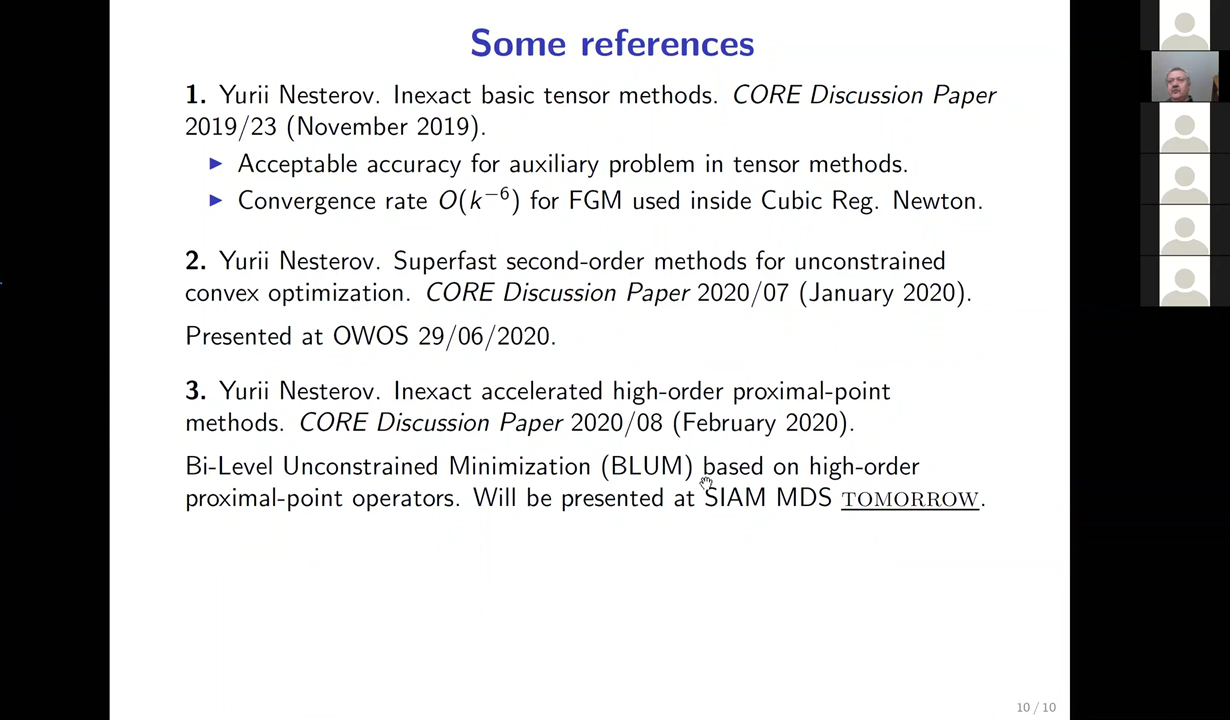 Some references
1. Yurii Nesterov. Inexact basic tensor methods. CORE Discussion Paper
2019/23 (November 2019).
▶ Acceptable accuracy for auxiliary problem in tensor methods.
▶ Convergence rate O(k⁻⁶) for FGM used inside Cubic Reg. Newton.
2. Yurii Nesterov. Superfast second-order methods for unconstrained
convex optimization. CORE Discussion Paper 2020/07 (January 2020).
Presented at OWOS 29/06/2020.
3. Yurii Nesterov. Inexact accelerated high-order proximal-point
methods. CORE Discussion Paper 2020/08 (February 2020).
Bi-Level Unconstrained Minimization (BLUM) based on high-order
proximal-point operators. Will be presented at SIAM MDS TOMORROW.
10 / 10